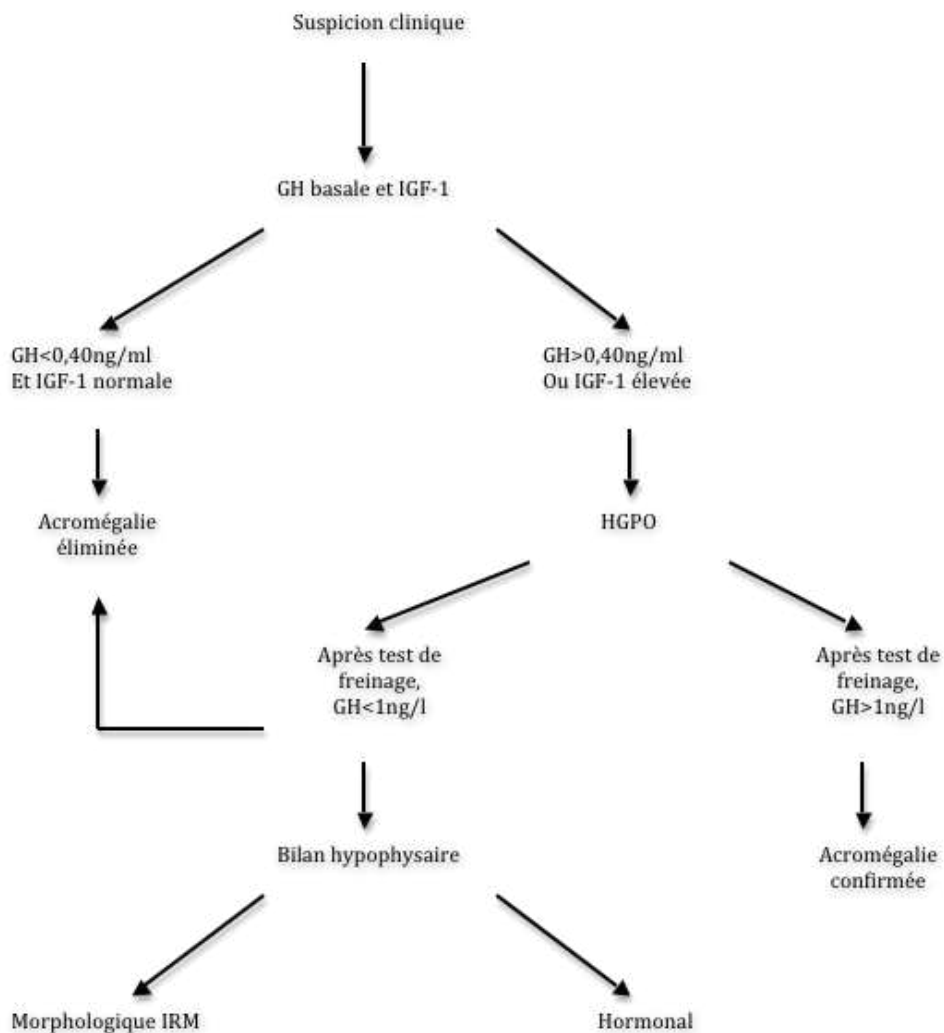 Suspicion clinique
GH basale et IGF-1
GH<0,40ng/ml
Et IGF-1 normale
GH>0,40ng/ml
Ou IGF-1 élevée
Acromégalie
éliminée
HGPO
Après test de
freinage,
GH<1ng/l
Après test de
freinage,
GH>1ng/l
Bilan hypophysaire
Acromégalie
confirmée
Morphologique IRM
Hormonal